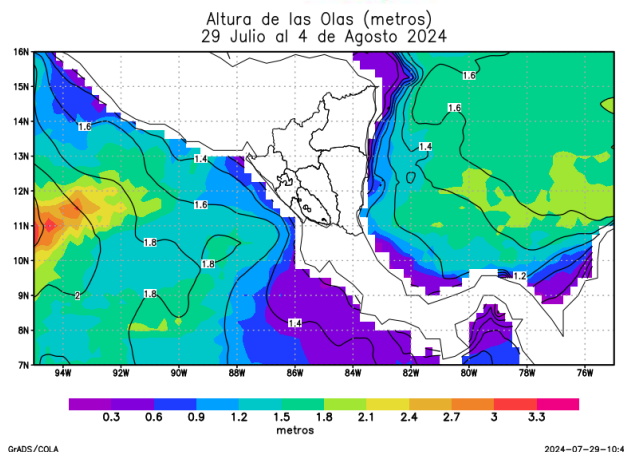 Altura de las Olas (metros)
29 Julio al 4 de Agosto 2024
16N
15N
14N
13N
12N
11N
10N
9N
8N
7N
1.6
1.6
1.6
1.4
1.4
1.6
1.8
1.8
1.8
2
1.2
1.4
94W 92W 90W 88W 86W 84W 82W 80W 78W 76W
0.3 0.6 0.9 1.2 1.5 1.8 2.1 2.4 2.7 3 3.3
metros
GrADS/COLA 2024-07-29-10:4